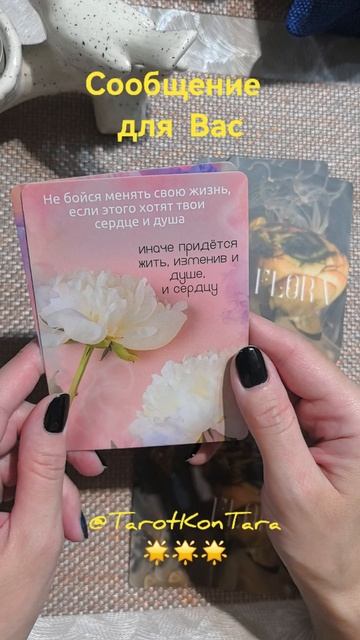 Сообщение
для Вас
Не бойся менять свою жизнь,
если этого хотят твои
сердце и душа
иначе придётся
жить, изменив и
душе,
и сердцу
FLORA
@TarotKonTara